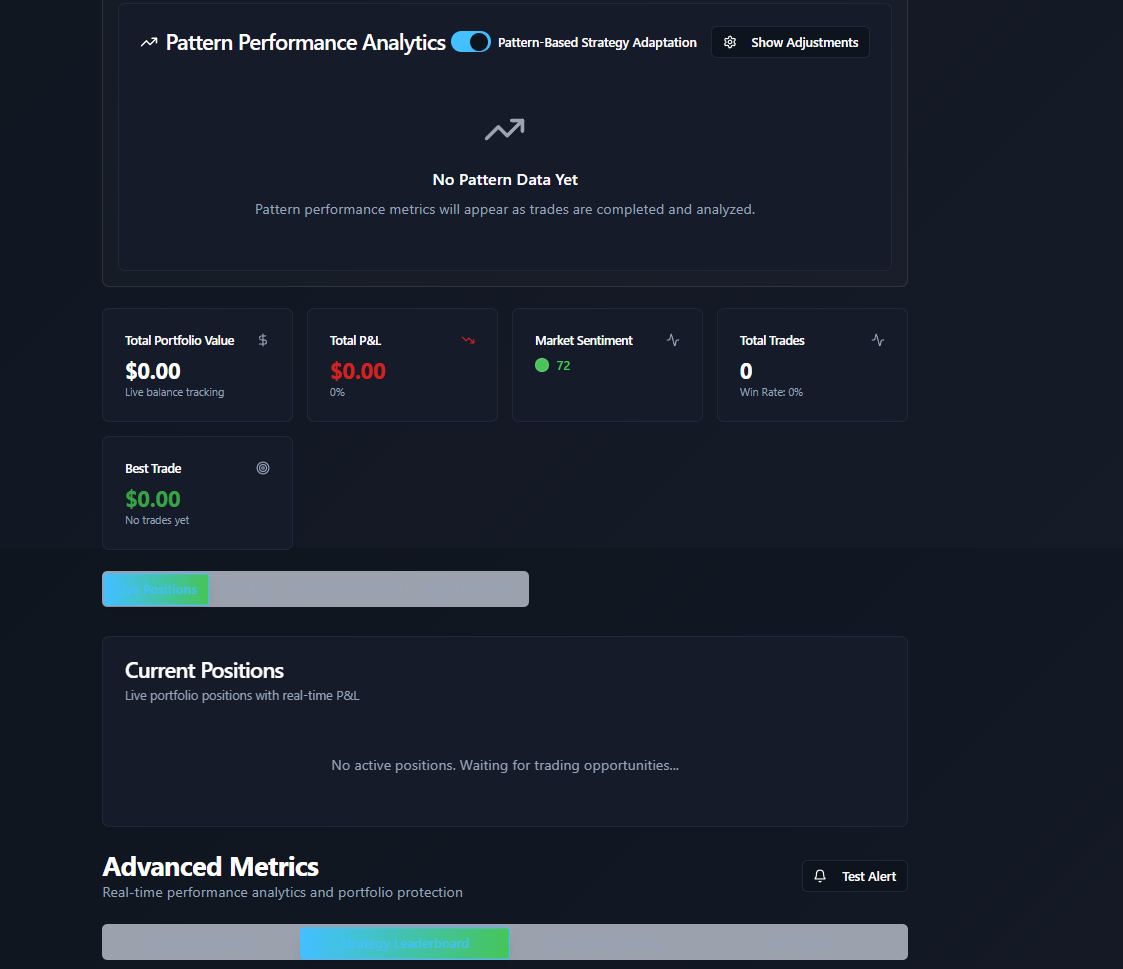 Pattern Performance Analytics
Pattern-Based Strategy Adaptation
Show Adjustments
No Pattern Data Yet
Pattern performance metrics will appear as trades are completed and analyzed.
Total Portfolio Value
$0.00
Live balance tracking
Total P&L
$0.00
0%
Market Sentiment
72
Total Trades
0
Win Rate: 0%
Best Trade
$0.00
No trades yet
Positions
Current Positions
Live portfolio positions with real-time P&L
No active positions. Waiting for trading opportunities...
Advanced Metrics
Real-time performance analytics and portfolio protection
Test Alert
Strategy Leaderboard